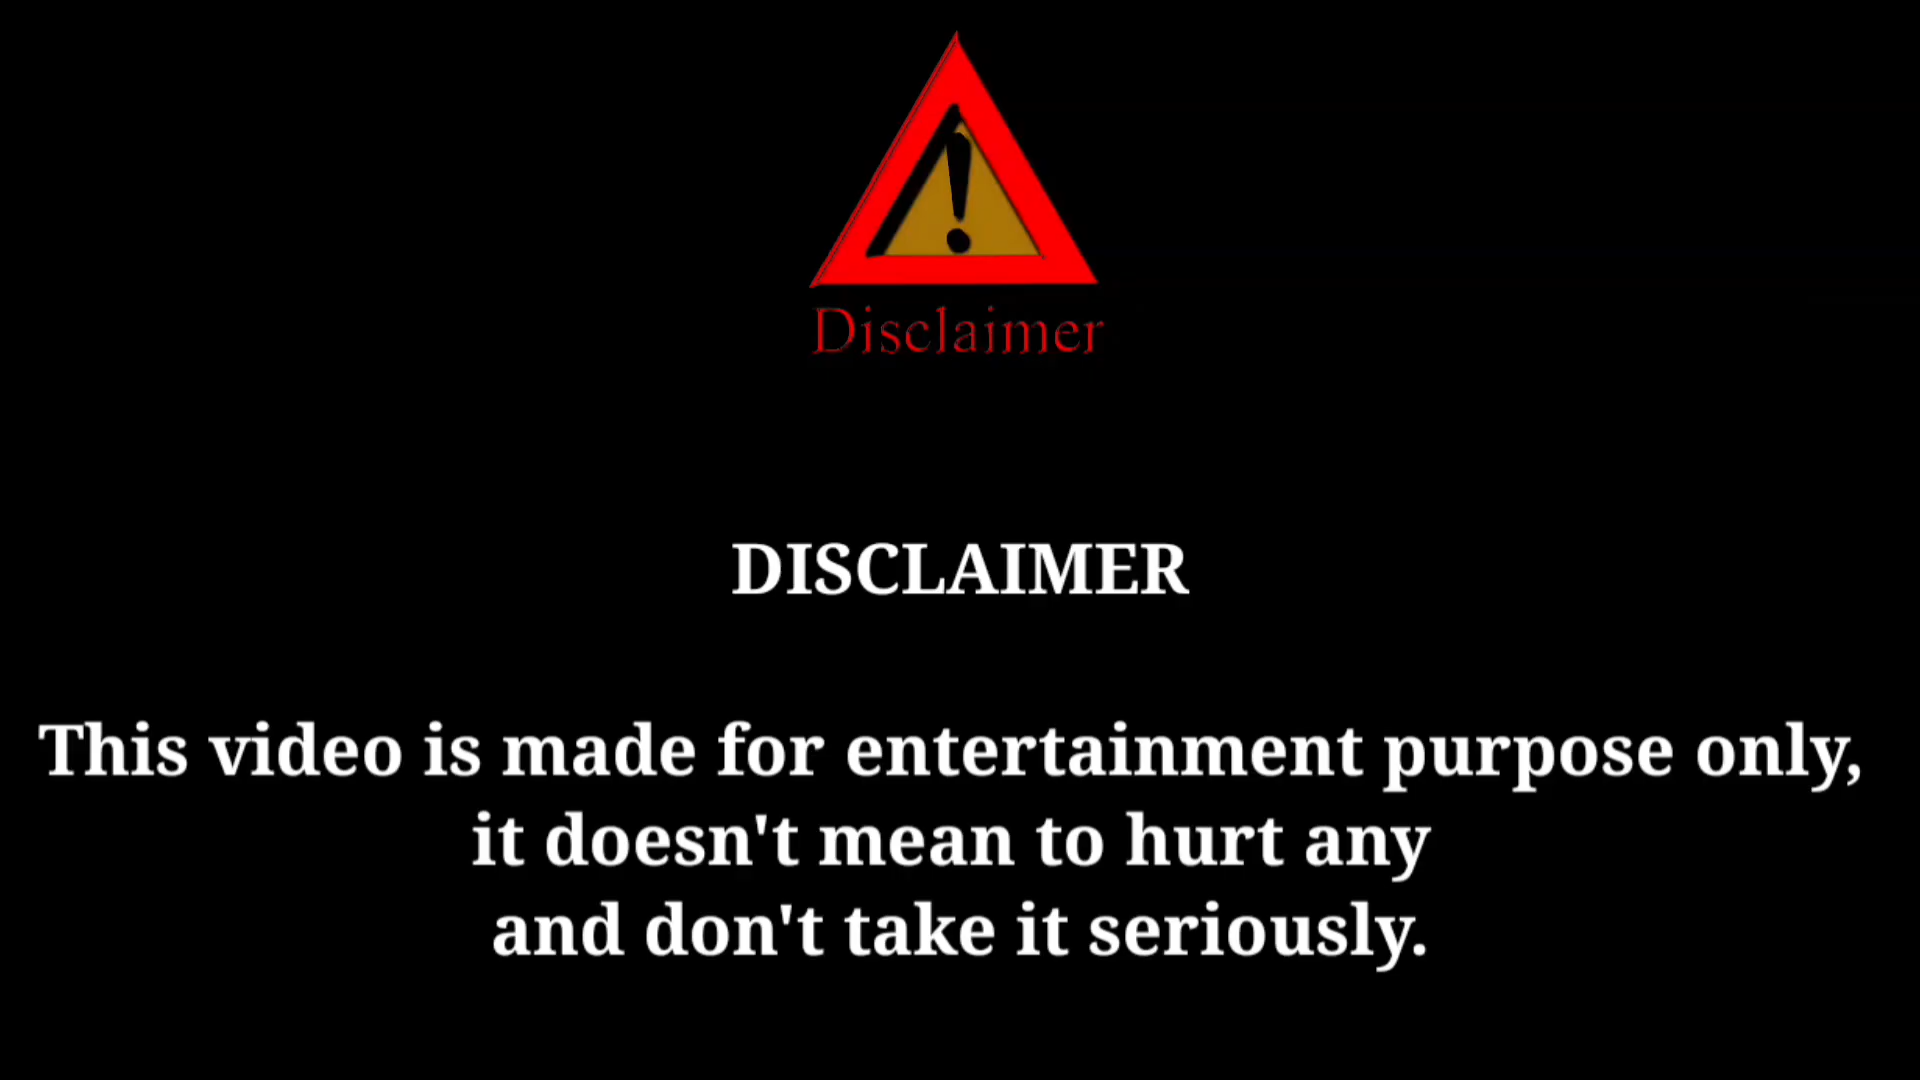 Disclaimer
DISCLAIMER
This video is made for entertainment purpose only,
it doesn't mean to hurt any
and don't take it seriously.